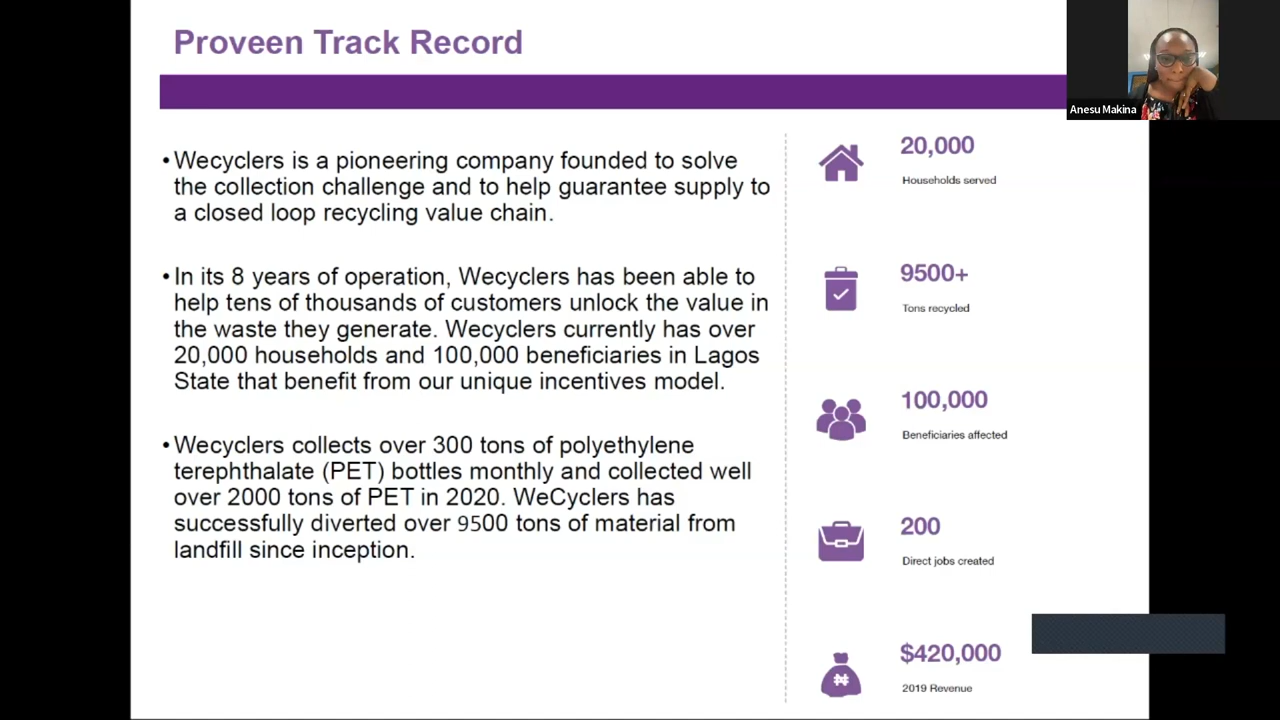 Proveen Track Record
Anesu Makina
•Wecyclers is a pioneering company founded to solve
the collection challenge and to help guarantee supply to
a closed loop recycling value chain.
•In its 8 years of operation, Wecyclers has been able to
help tens of thousands of customers unlock the value in
the waste they generate. Wecyclers currently has over
20,000 households and 100,000 beneficiaries in Lagos
State that benefit from our unique incentives model.
•Wecyclers collects over 300 tons of polyethylene
terephthalate (PET) bottles monthly and collected well
over 2000 tons of PET in 2020. WeCyclers has
successfully diverted over 9500 tons of material from
landfill since inception.
20,000
Households served
9500+
Tons recycled
100,000
Beneficiaries affected
200
Direct jobs created
₦
$420,000
2019 Revenue